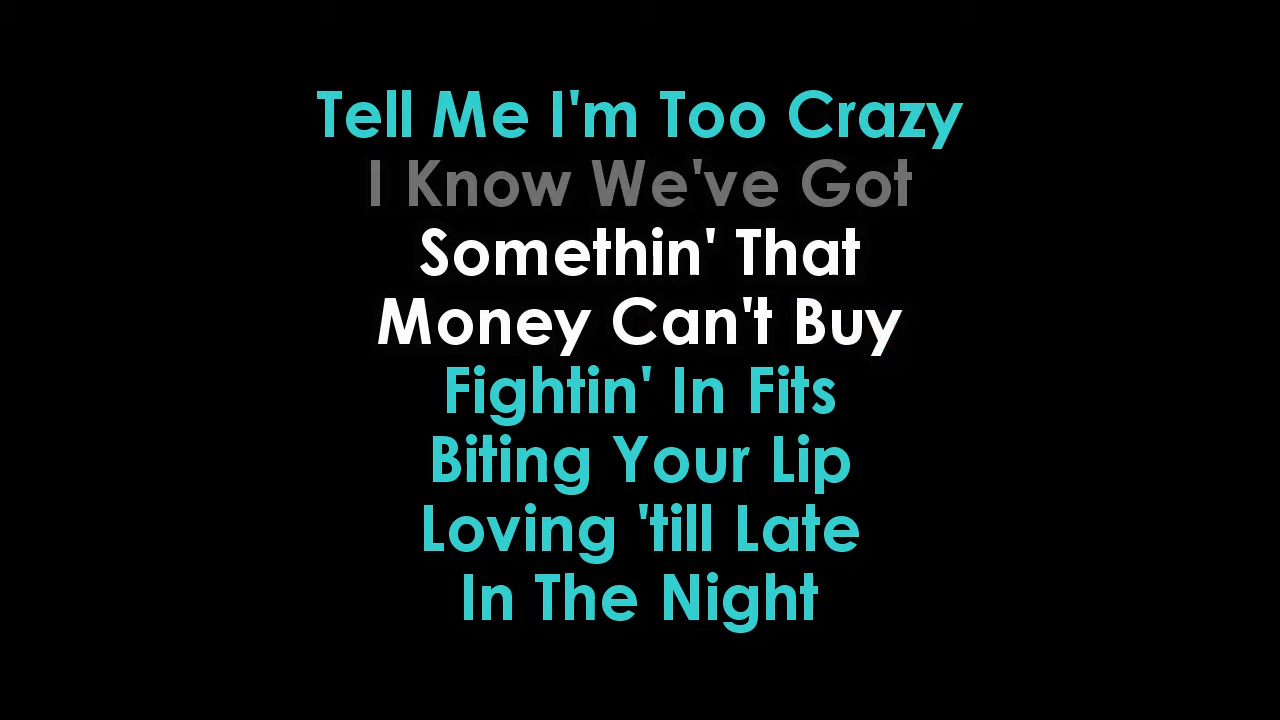 Tell Me I'm Too Crazy
I Know We've Got
Somethin' That
Money Can't Buy
Fightin' In Fits
Biting Your Lip
Loving 'till Late
In The Night